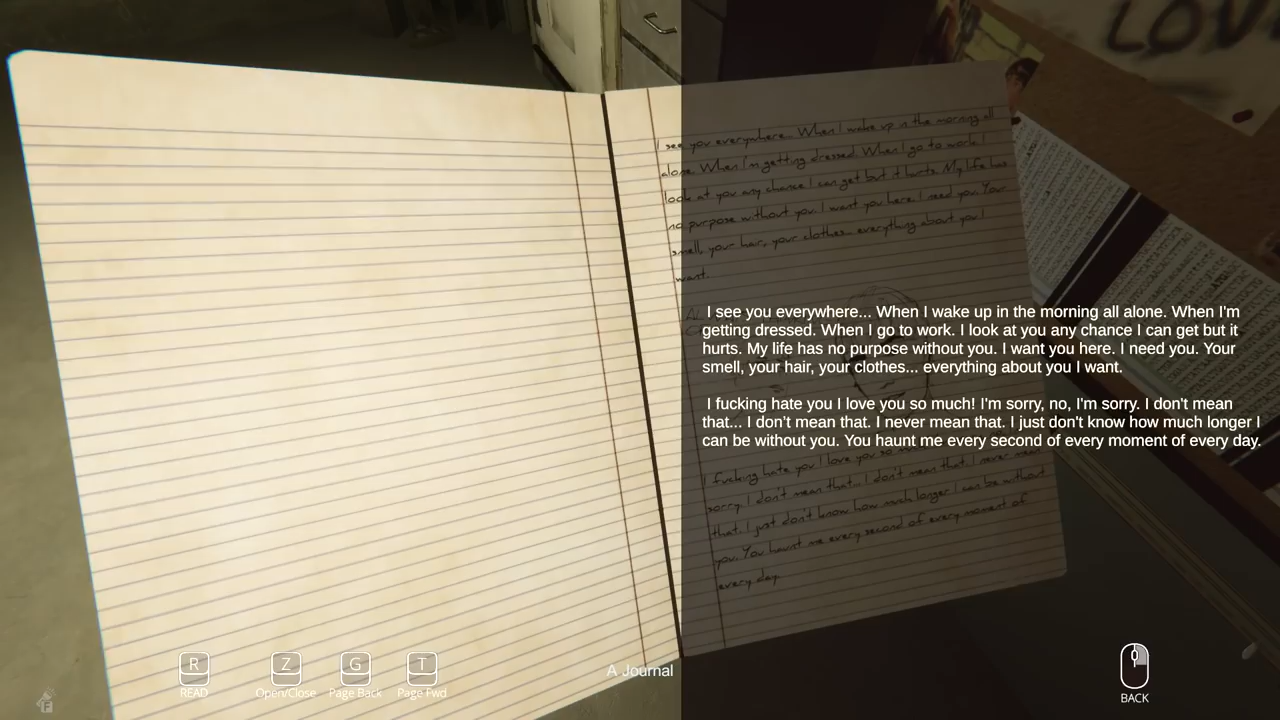 LOV
I see you everywhere... When I wake up in the morning all
alone. When I'm getting dressed. When I go to work. I
look at you any chance I can get but it hurts. My life has
no purpose without you. I want you here. I need you. Your
smell, your hair, your clothes... everything about you I
want.
I see you everywhere... When I wake up in the morning all alone. When I'm
getting dressed. When I go to work. I look at you any chance I can get but it
hurts. My life has no purpose without you. I want you here. I need you. Your
smell, your hair, your clothes... everything about you I want.
I fucking hate you I love you so much! I'm sorry, no, I'm sorry. I don't mean
that... I don't mean that. I never mean that. I just don't know how much longer I
can be without you. You haunt me every second of every moment of every day.
I fucking hate you I love you so
sorry. I don't mean that... I don't mean that. I never mean
that. I just don't know how much longer I can be without
you. You haunt me every second of every moment of
every day.
R
READ
Z
Open/Close
G
Page Back
T
Page Fwd
A Journal
BACK
F